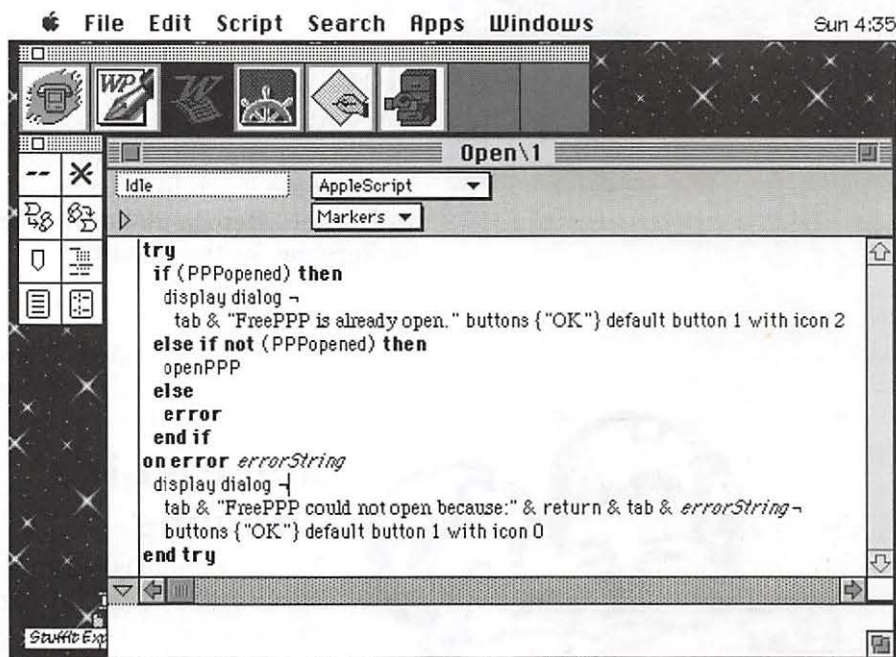 File Edit Script Search Apps Windows Sun 4:35
WP W
Open\1
Idle AppleScript
Markers
try
if (PPPopened) then
display dialog ¬
tab & "FreePPP is already open." buttons {"OK"} default button 1 with icon 2
else if not (PPPopened) then
openPPP
else
error
end if
on error errorString
display dialog ¬
tab & "FreePPP could not open because:" & return & tab & errorString ¬
buttons {"OK"} default button 1 with icon 0
end try
StuffIt Exp